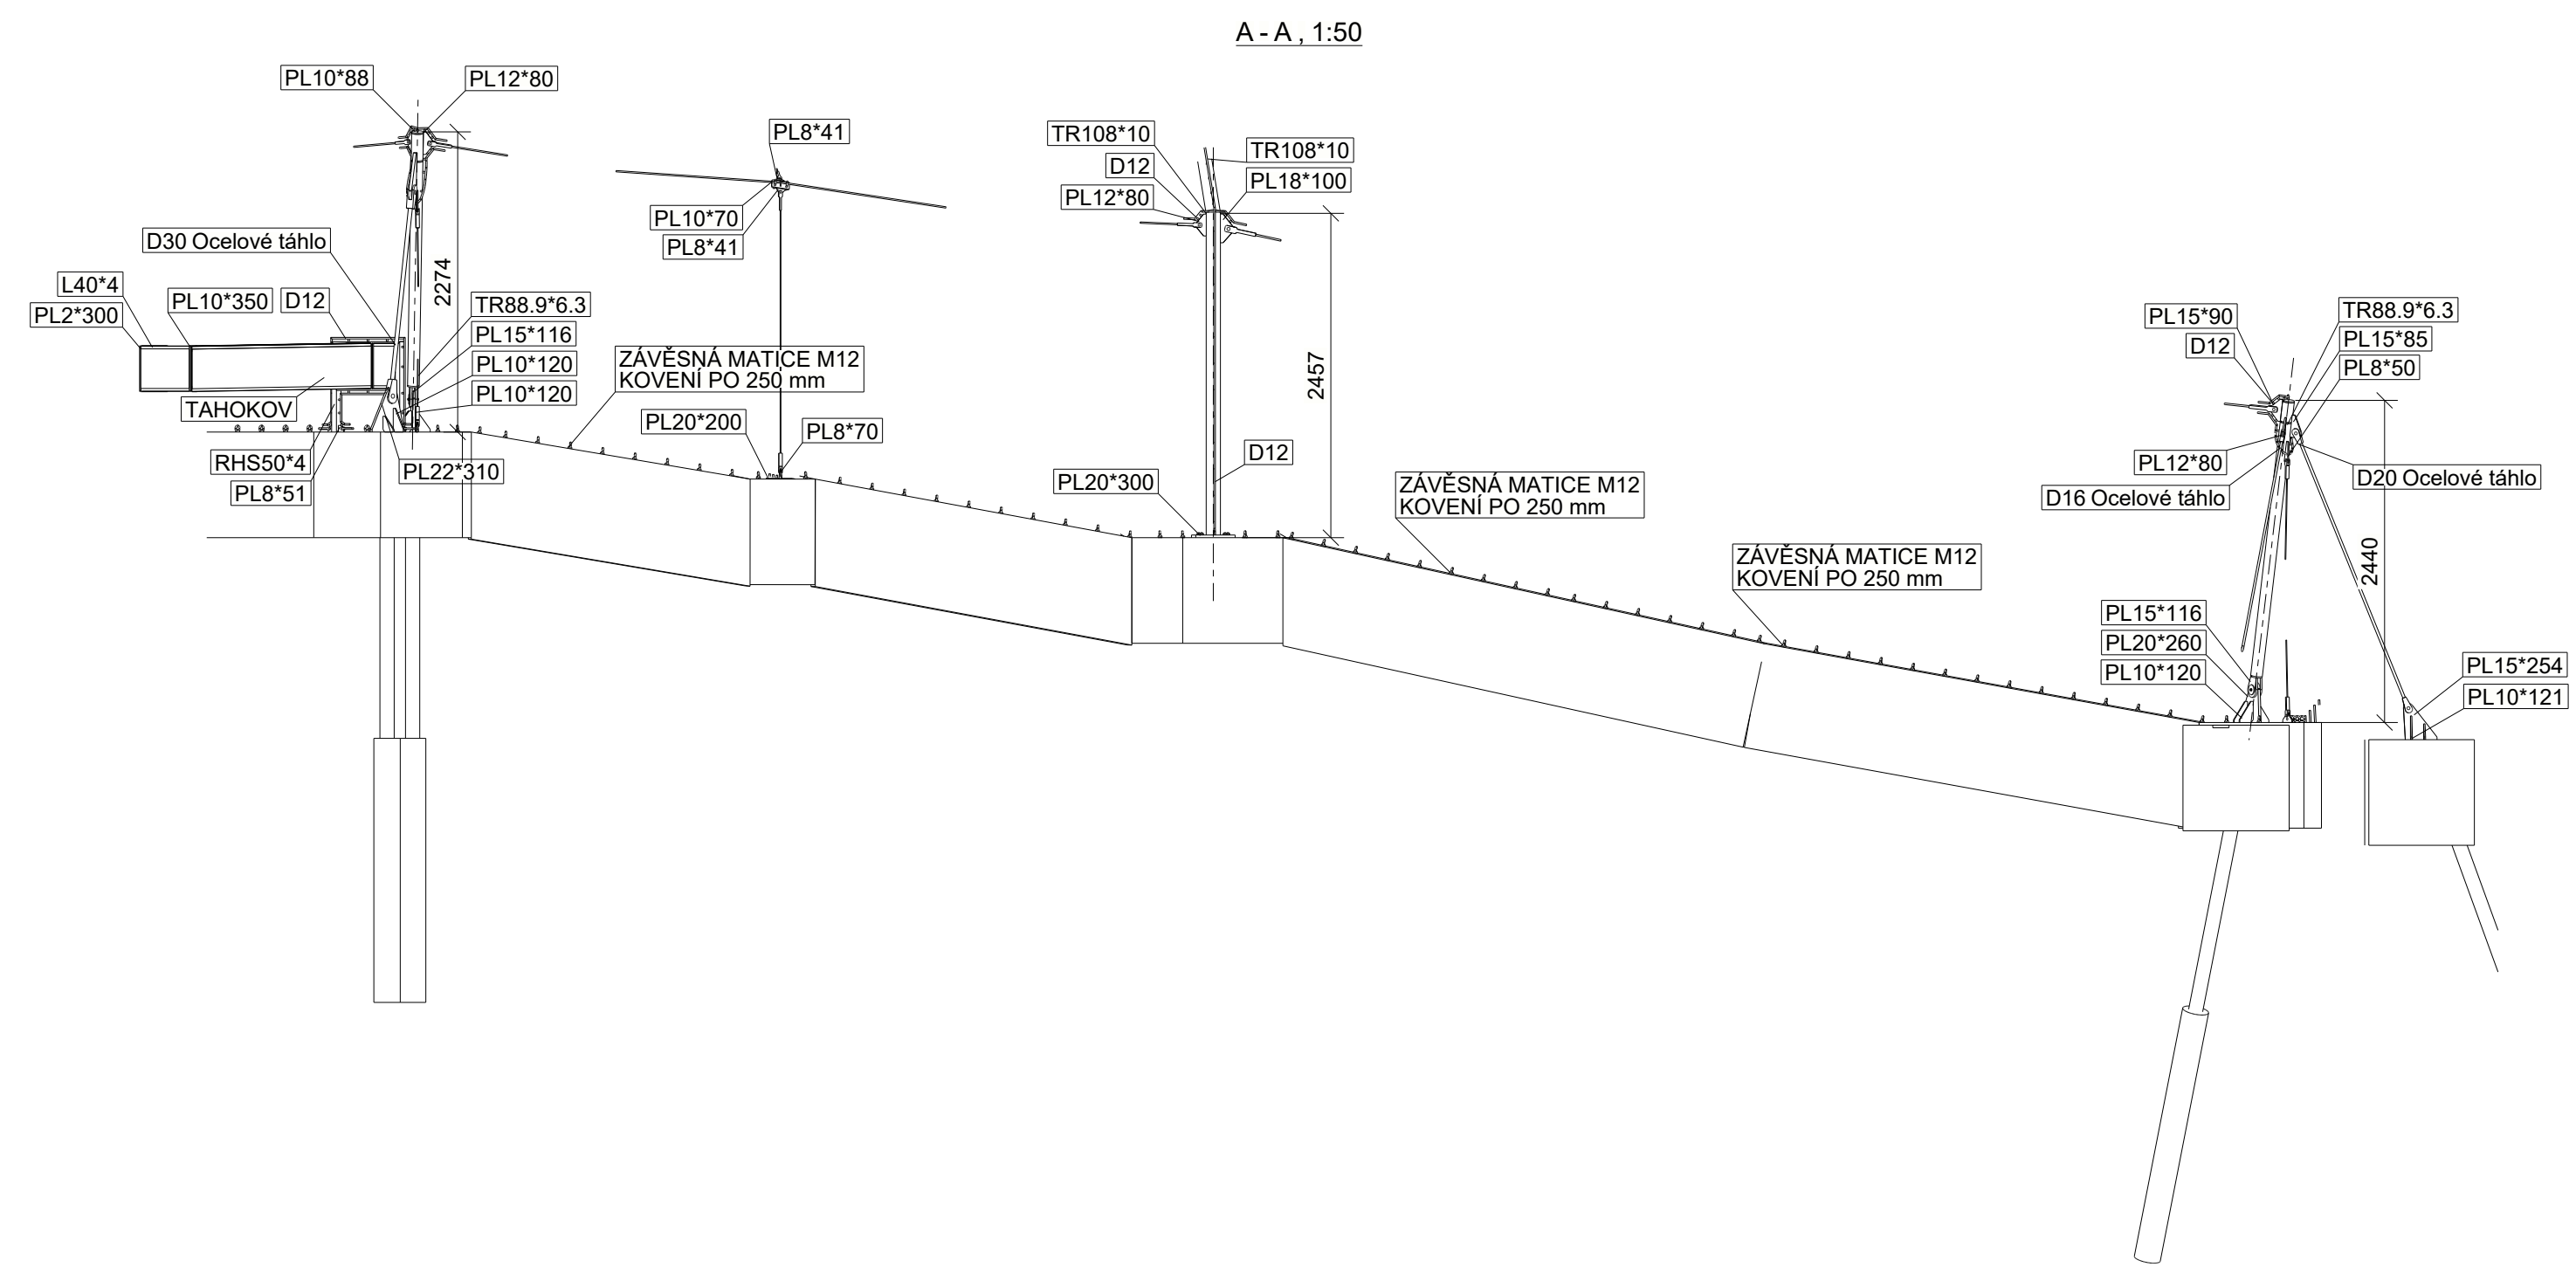 A - A , 1:50
PL10*88
PL12*80
D30 Ocelové táhlo
L40*4
PL2*300
PL10*350
D12
2274
TR88.9*6.3
PL15*116
PL10*120
PL10*120
TAHOKOV
RHS50*4
PL8*51
PL22*310
PL8*41
PL10*70
PL8*41
ZÁVĚSNÁ MATICE M12
KOVENÍ PO 250 mm
PL20*200
PL8*70
TR108*10
D12
PL12*80
TR108*10
PL18*100
2457
D12
PL20*300
ZÁVĚSNÁ MATICE M12
KOVENÍ PO 250 mm
ZÁVĚSNÁ MATICE M12
KOVENÍ PO 250 mm
PL15*90
D12
TR88.9*6.3
PL15*85
PL8*50
PL12*80
D16 Ocelové táhlo
D20 Ocelové táhlo
2440
PL15*116
PL20*260
PL10*120
PL15*254
PL10*121